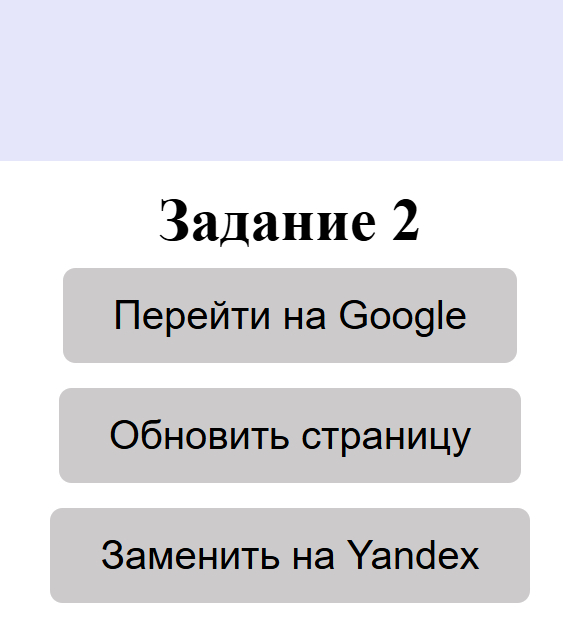 Задание 2
Перейти на Google
Обновить страницу
Заменить на Yandex